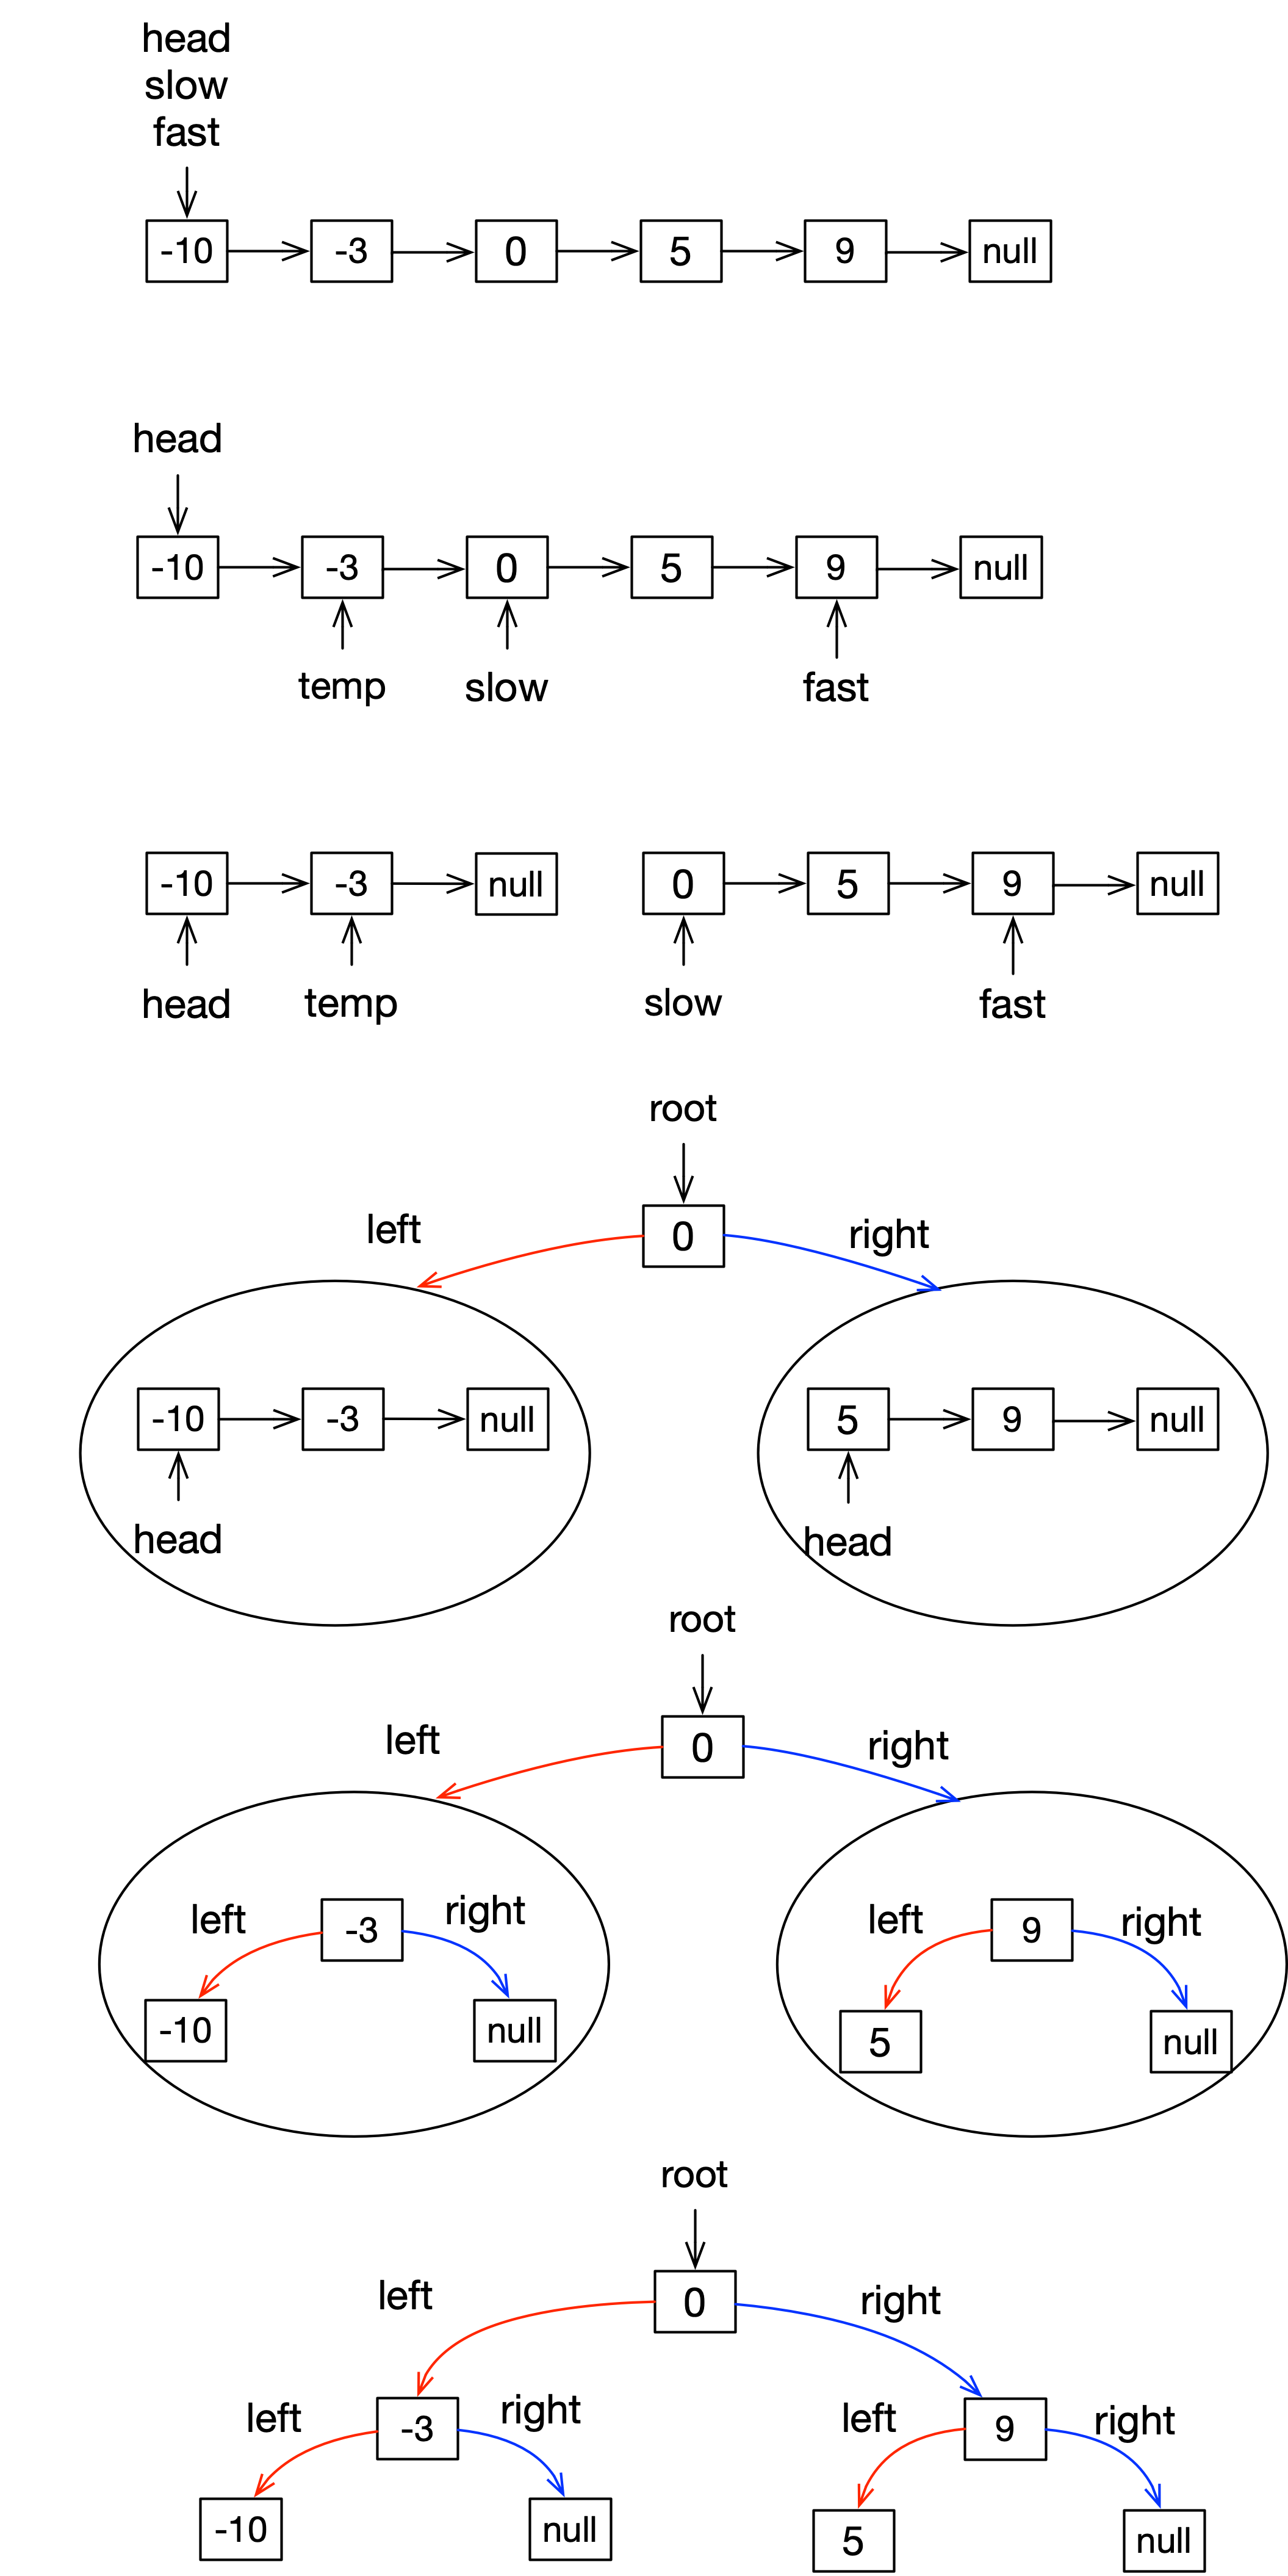 head
slow
fast
-10 -3 0 5 9 null
head
-10 -3 0 5 9 null
temp slow fast
-10 -3 null 0 5 9 null
head temp slow fast
root
left 0 right
-10 -3 null 5 9 null
head head
root
left 0 right
left -3 right left 9 right
-10 null 5 null
root
left 0 right
left -3 right left 9 right
-10 null 5 null